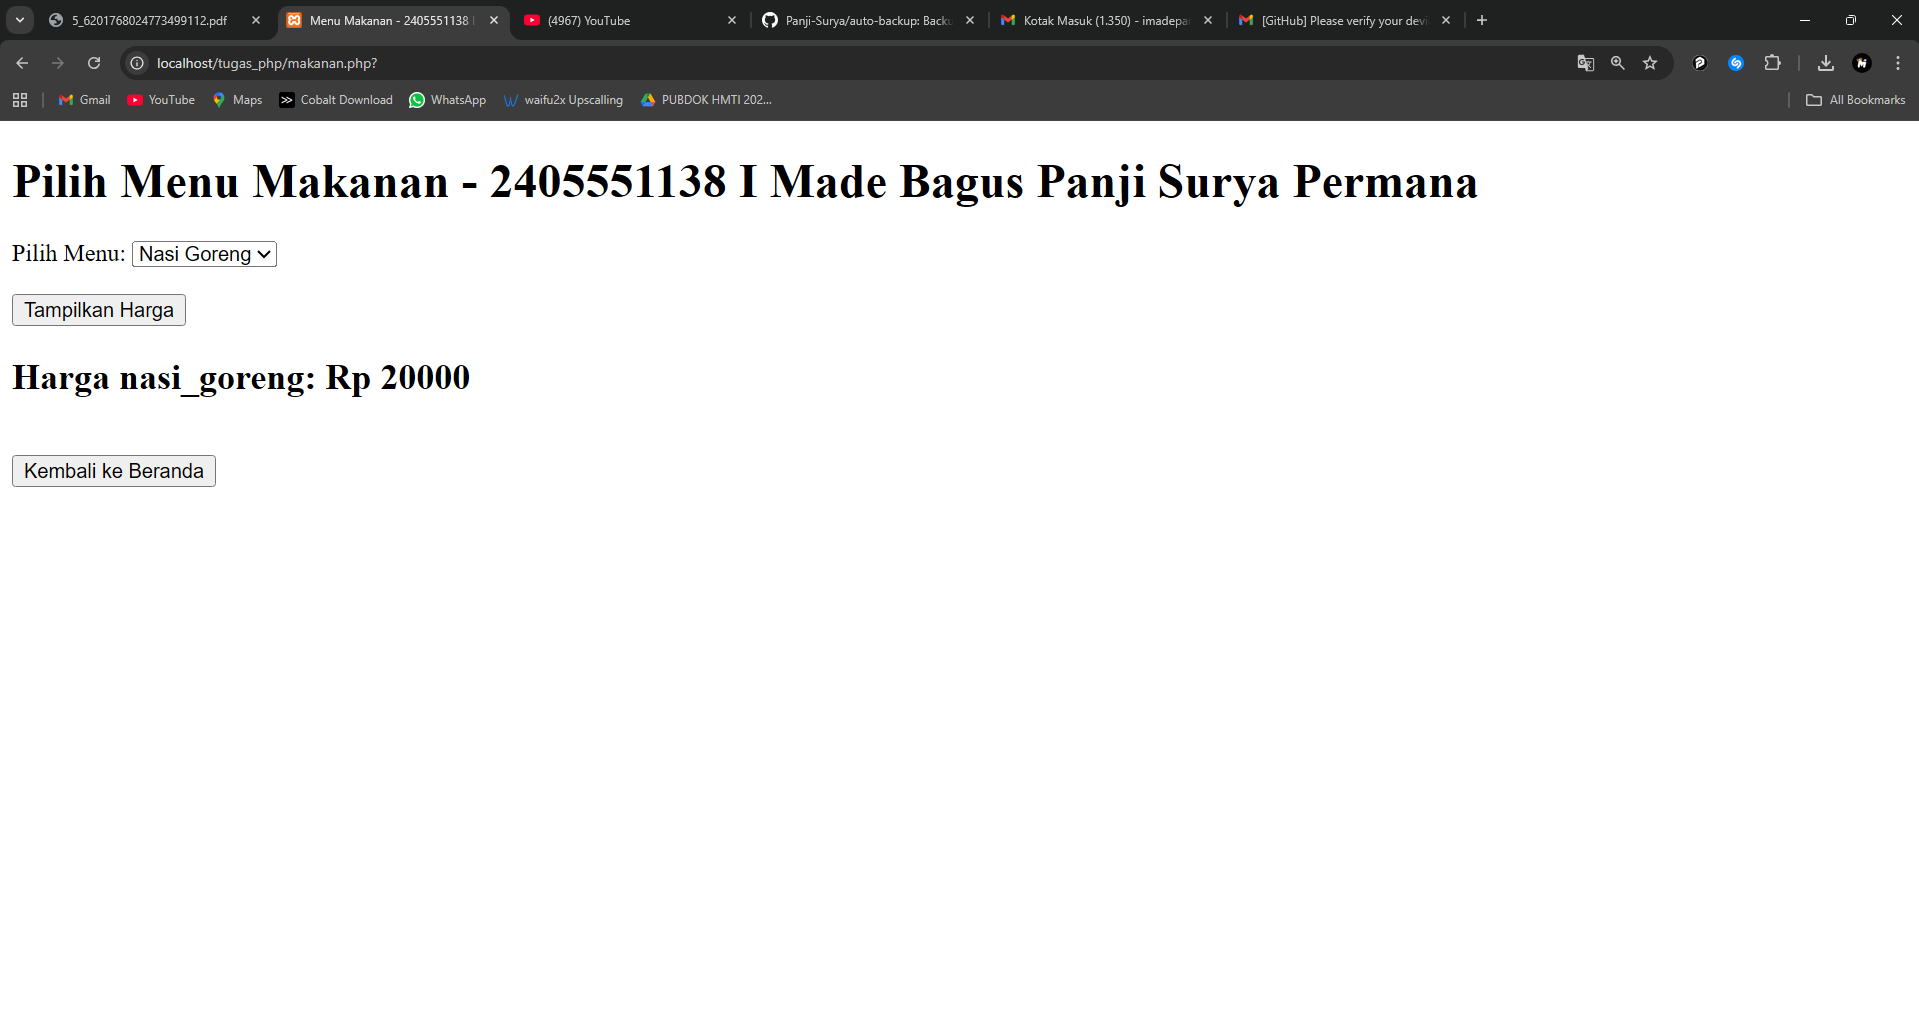 5_6201768024773499112.pdf
Menu Makanan - 2405551138
(4967) YouTube
Panji-Surya/auto-backup: Backu
Kotak Masuk (1.350) - imadepa
[GitHub] Please verify your devi
localhost/tugas_php/makanan.php?
Gmail
YouTube
Maps
Cobalt Download
WhatsApp
waifu2x Upscalling
PUBDOK HMTI 202...
All Bookmarks
Pilih Menu Makanan - 2405551138 I Made Bagus Panji Surya Permana
Pilih Menu: Nasi Goreng
Tampilkan Harga
Harga nasi_goreng: Rp 20000
Kembali ke Beranda